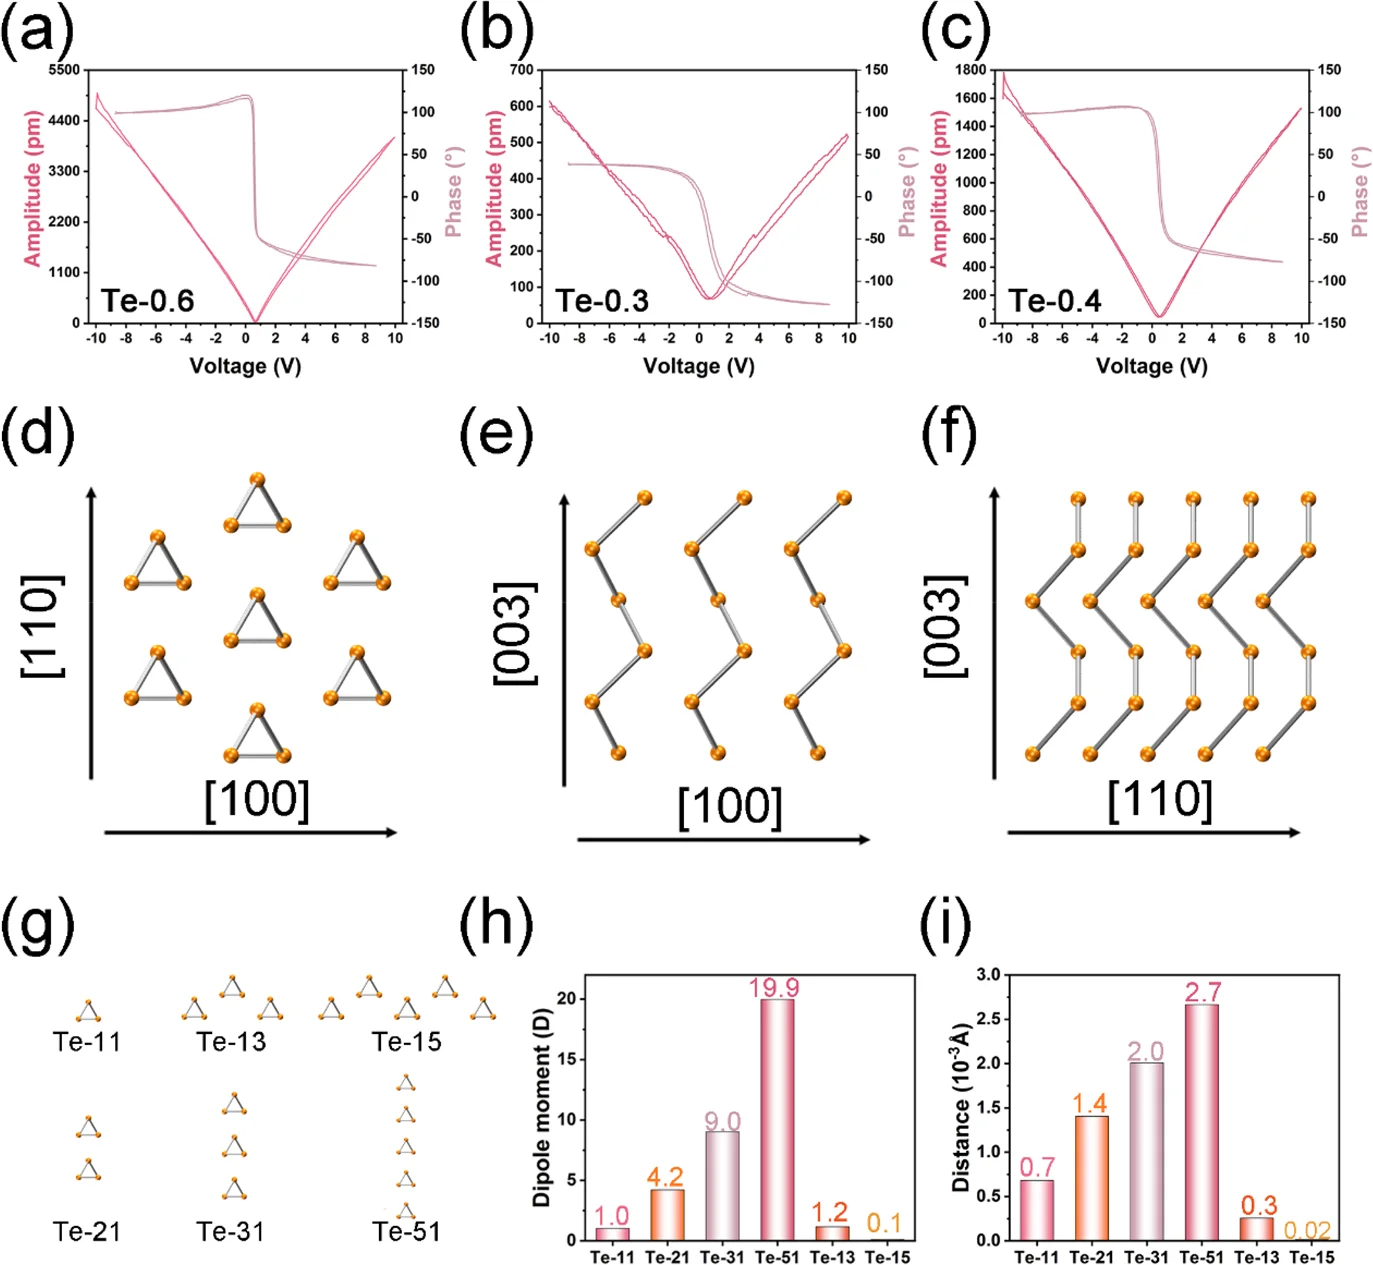 (a)
5500
4400
3300
2200
1100
0
Amplitude (pm)
150
100
50
0
-50
-100
-150
Phase (°)
Te-0.6
-10 -8 -6 -4 -2 0 2 4 6 8 10
Voltage (V)
(b)
700
600
500
400
300
200
100
0
Amplitude (pm)
150
100
50
0
-50
-100
-150
Phase (°)
Te-0.3
-10 -8 -6 -4 -2 0 2 4 6 8 10
Voltage (V)
(c)
1800
1600
1400
1200
1000
800
600
400
200
0
Amplitude (pm)
150
100
50
0
-50
-100
-150
Phase (°)
Te-0.4
-10 -8 -6 -4 -2 0 2 4 6 8 10
Voltage (V)
(d)
[110]
[100]
(e)
[003]
[100]
(f)
[003]
[110]
(g)
Te-11 Te-13 Te-15
Te-21 Te-31 Te-51
(h)
Dipole moment (D)
20
15
10
5
0
1.0 4.2 9.0 19.9 1.2 0.1
Te-11 Te-21 Te-31 Te-51 Te-13 Te-15
(i)
Distance (10⁻³Å)
3.0
2.5
2.0
1.5
1.0
0.5
0.0
0.7 1.4 2.0 2.7 0.3 0.02
Te-11 Te-21 Te-31 Te-51 Te-13 Te-15